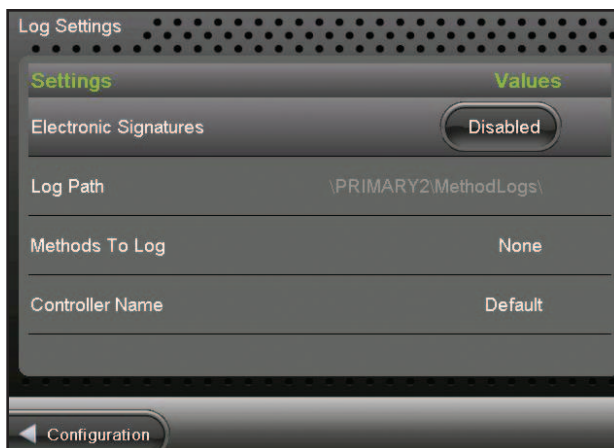 Log Settings
Settings Values
Electronic Signatures Disabled
Log Path \PRIMARY2\MethodLogs\
Methods To Log None
Controller Name Default
Configuration